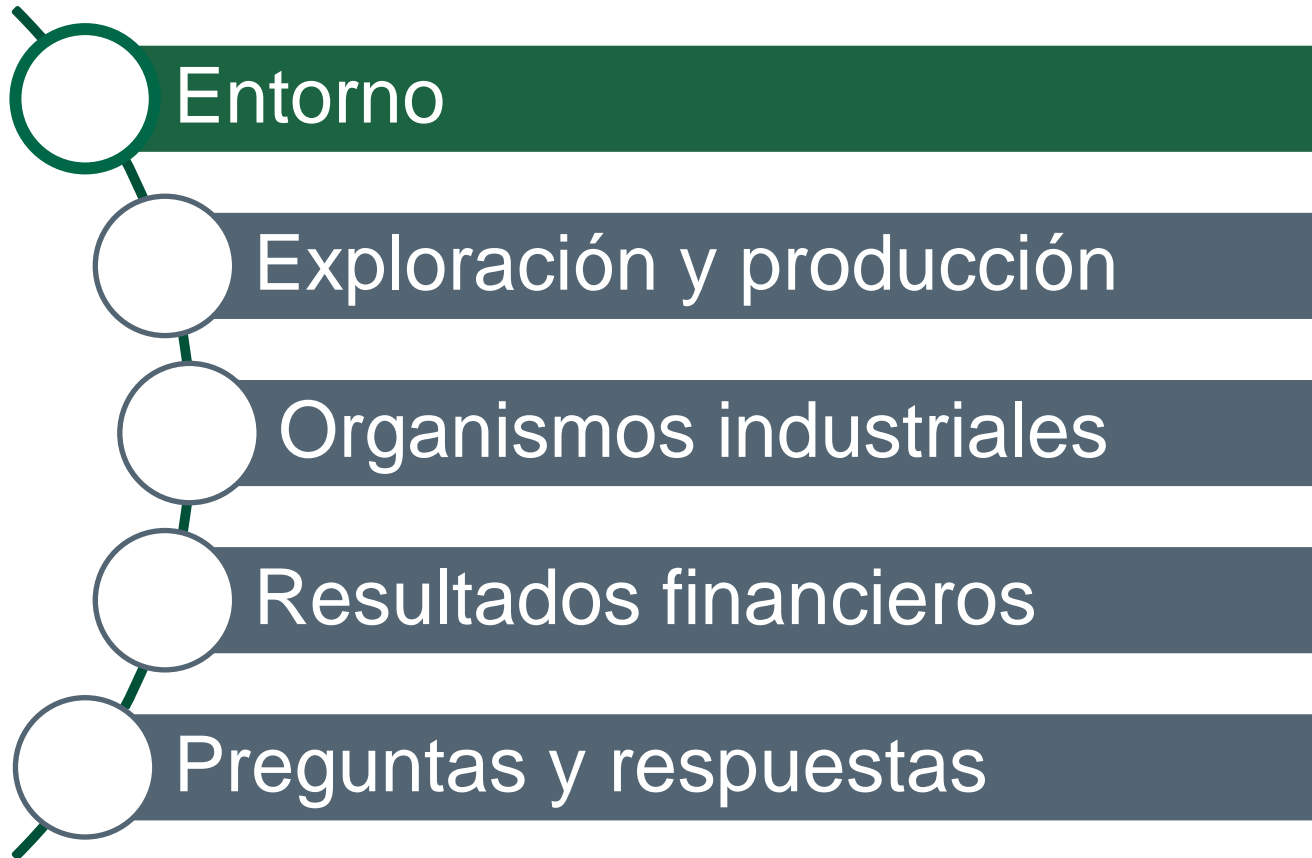 Entorno
Exploración y producción
Organismos industriales
Resultados financieros
Preguntas y respuestas